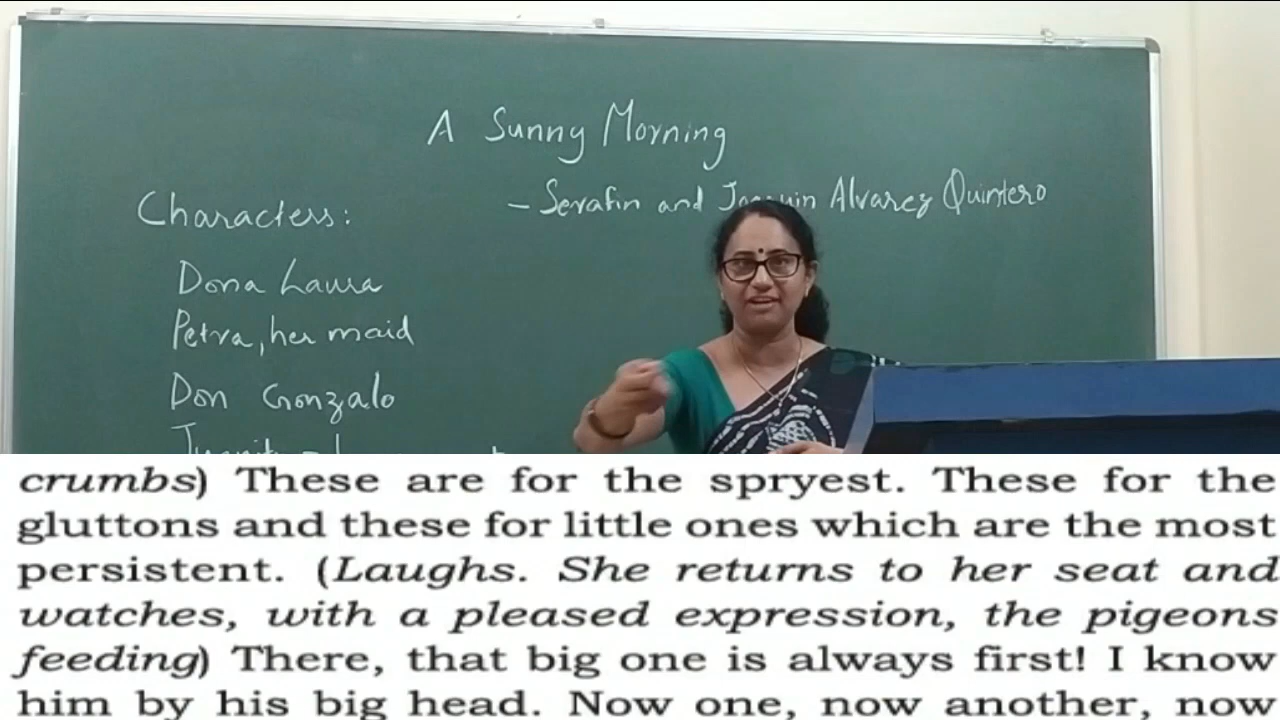 A Sunny Morning
- Serafin and Alvarez Quintero
Characters:
Dona Laura
Petra, her maid
Don Gonzalo
crumbs) These are for the spryest. These for the
gluttons and these for little ones which are the most
persistent. (Laughs. She returns to her seat and
watches, with a pleased expression, the pigeons
feeding) There, that big one is always first! I know
him by his big head. Now one, now another, now